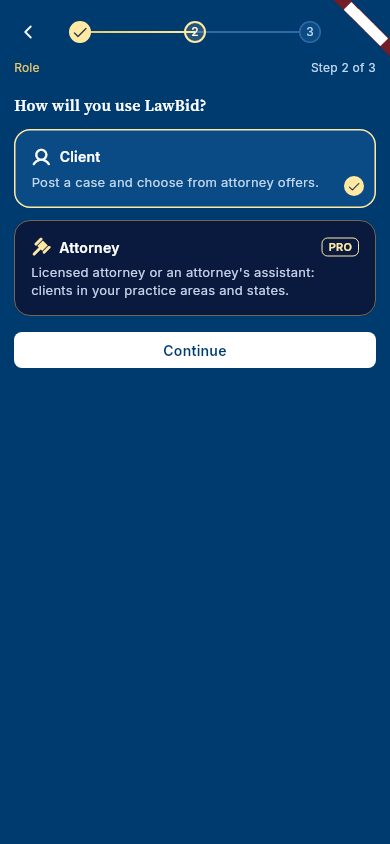 2
3
Role
Step 2 of 3
How will you use LawBid?
Client
Post a case and choose from attorney offers.
Attorney
PRO
Licensed attorney or an attorney's assistant:
clients in your practice areas and states.
Continue